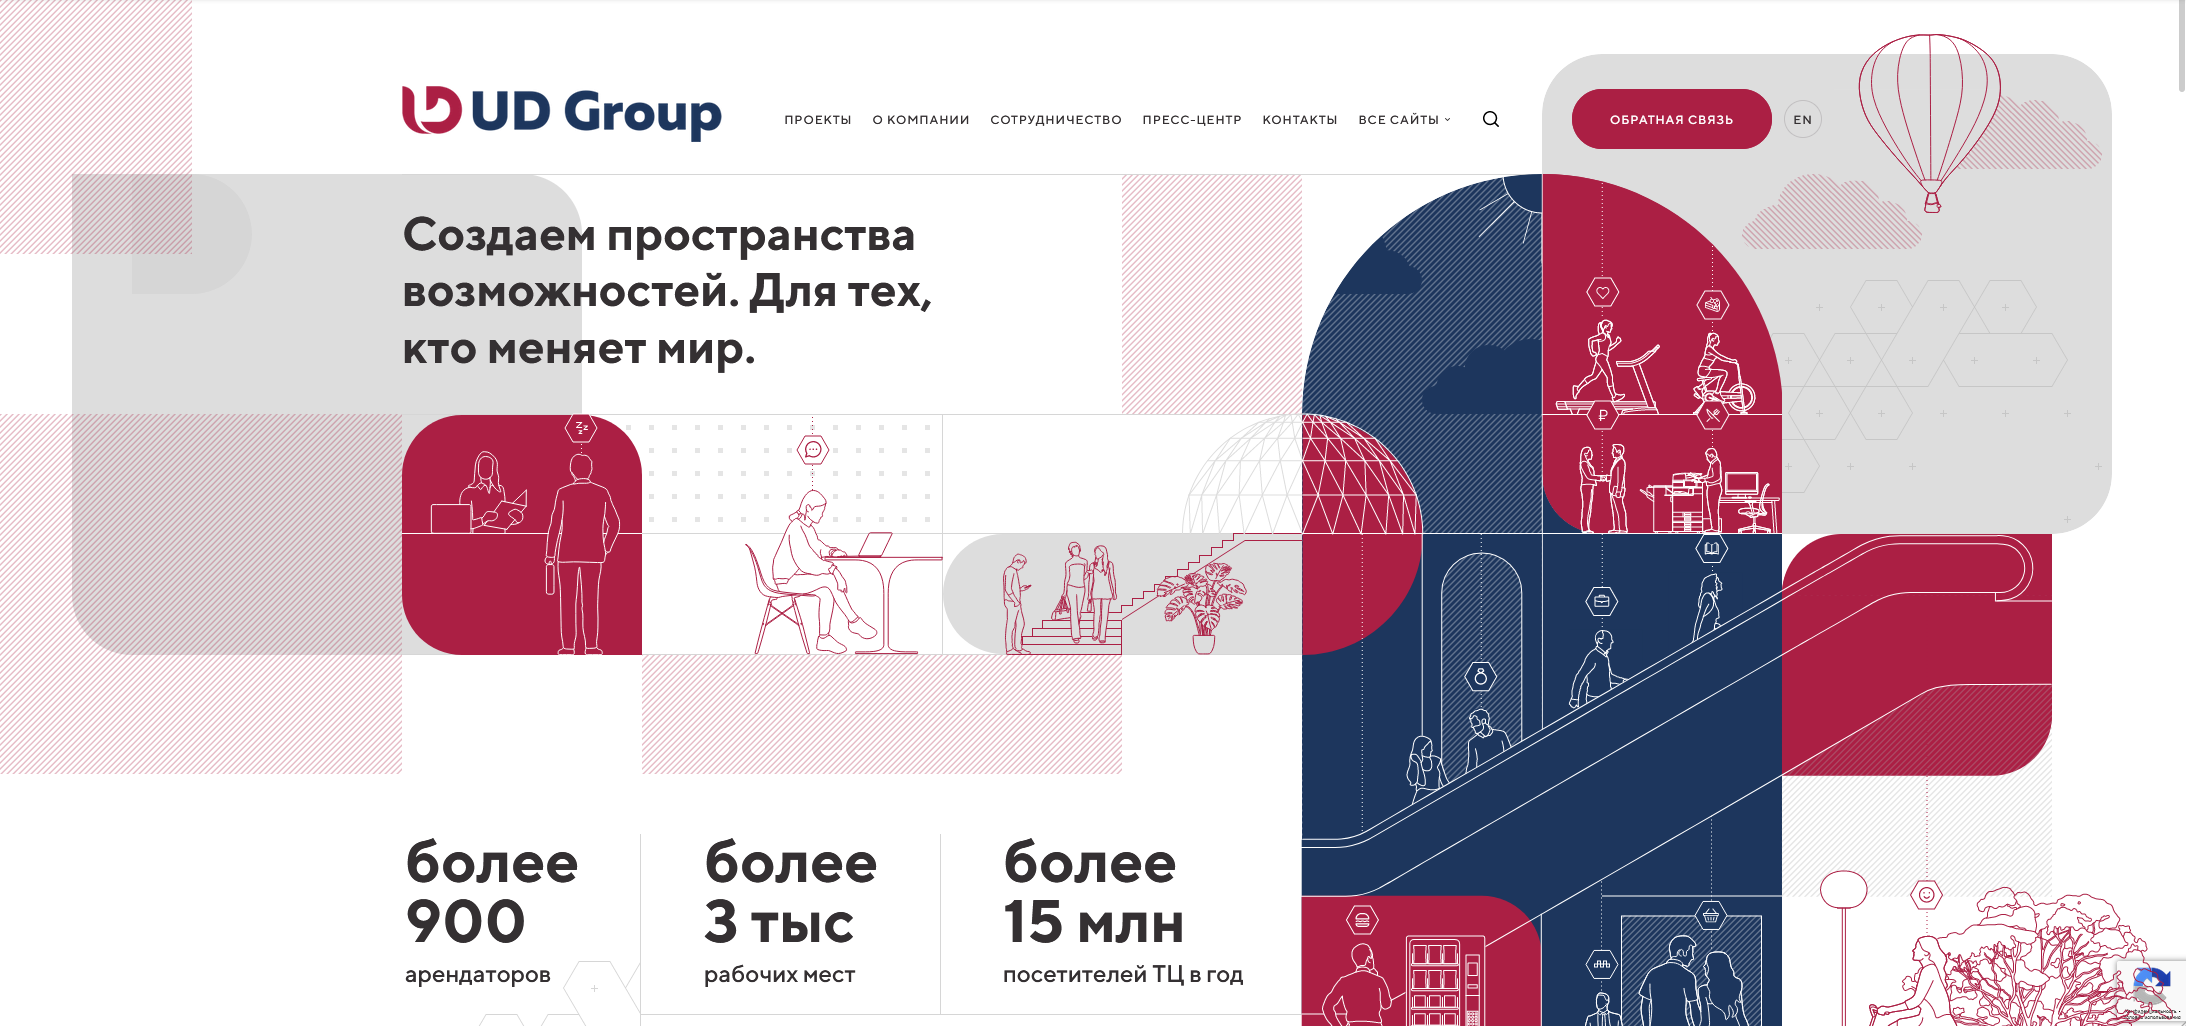 UD Group
ПРОЕКТЫ
О КОМПАНИИ
СОТРУДНИЧЕСТВО
ПРЕСС-ЦЕНТР
КОНТАКТЫ
ВСЕ САЙТЫ
ОБРАТНАЯ СВЯЗЬ
EN
Создаем пространства
возможностей. Для тех,
кто меняет мир.
более
900
арендаторов
более
3 тыс
рабочих мест
более
15 млн
посетителей ТЦ в год